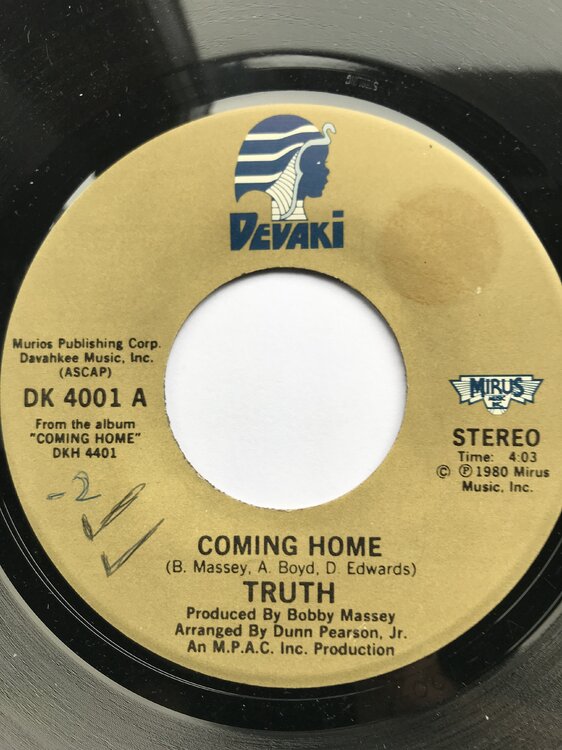 DEVAKI
Murios Publishing Corp.
Davahkee Music, Inc.
(ASCAP)
DK 4001 A
From the album
"COMING HOME"
DKH 4401
-2
MIRUS
MUSIC
STEREO
Time: 4:03
© ℗ 1980 Mirus
Music, Inc.
COMING HOME
(B. Massey, A. Boyd, D. Edwards)
TRUTH
Produced By Bobby Massey
Arranged By Dunn Pearson, Jr.
An M.P.A.C. Inc. Production